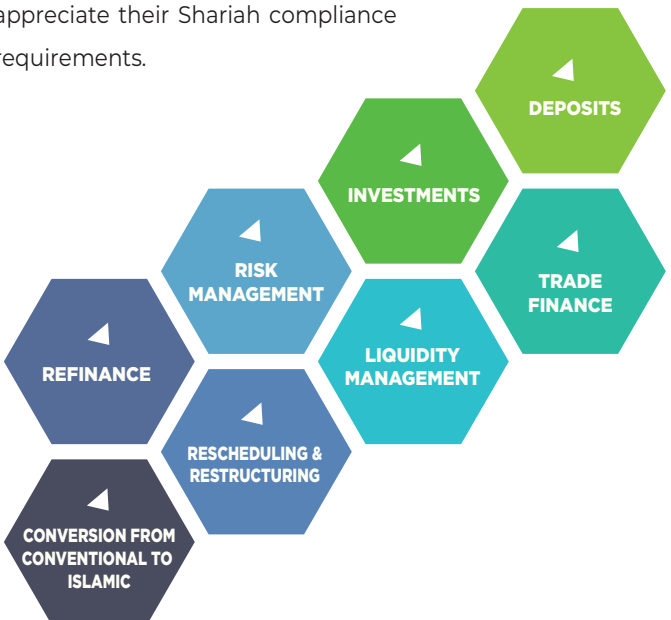 appreciate their Shariah compliance
requirements.
DEPOSITS
INVESTMENTS
RISK
MANAGEMENT
TRADE
FINANCE
REFINANCE
LIQUIDITY
MANAGEMENT
RESCHEDULING &
RESTRUCTURING
CONVERSION FROM
CONVENTIONAL TO
ISLAMIC